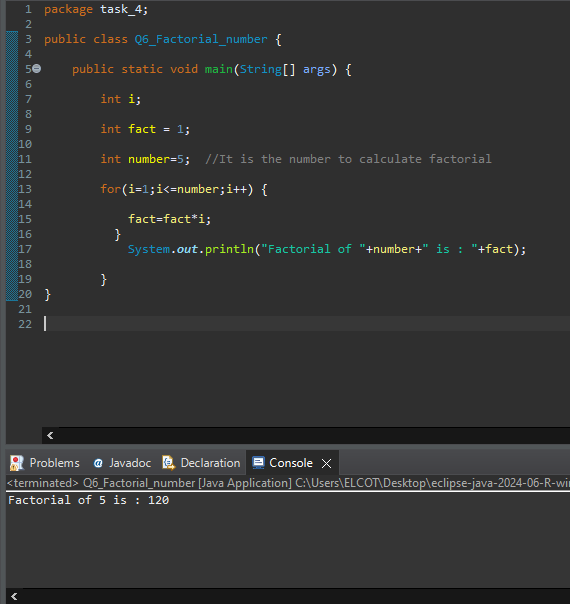 1 package task_4;
2
3 public class Q6_Factorial_number {
4
5 public static void main(String[] args) {
6
7 int i;
8
9 int fact = 1;
10
11 int number=5;  //It is the number to calculate factorial
12
13 for(i=1;i<=number;i++) {
14
15 fact=fact*i;
16 }
17 System.out.println("Factorial of "+number+" is : "+fact);
18
19 }
20 }
21
22
Problems @ Javadoc Declaration Console
<terminated> Q6_Factorial_number [Java Application] C:\Users\ELCOT\Desktop\eclipse-java-2024-06-R-wi
Factorial of 5 is : 120